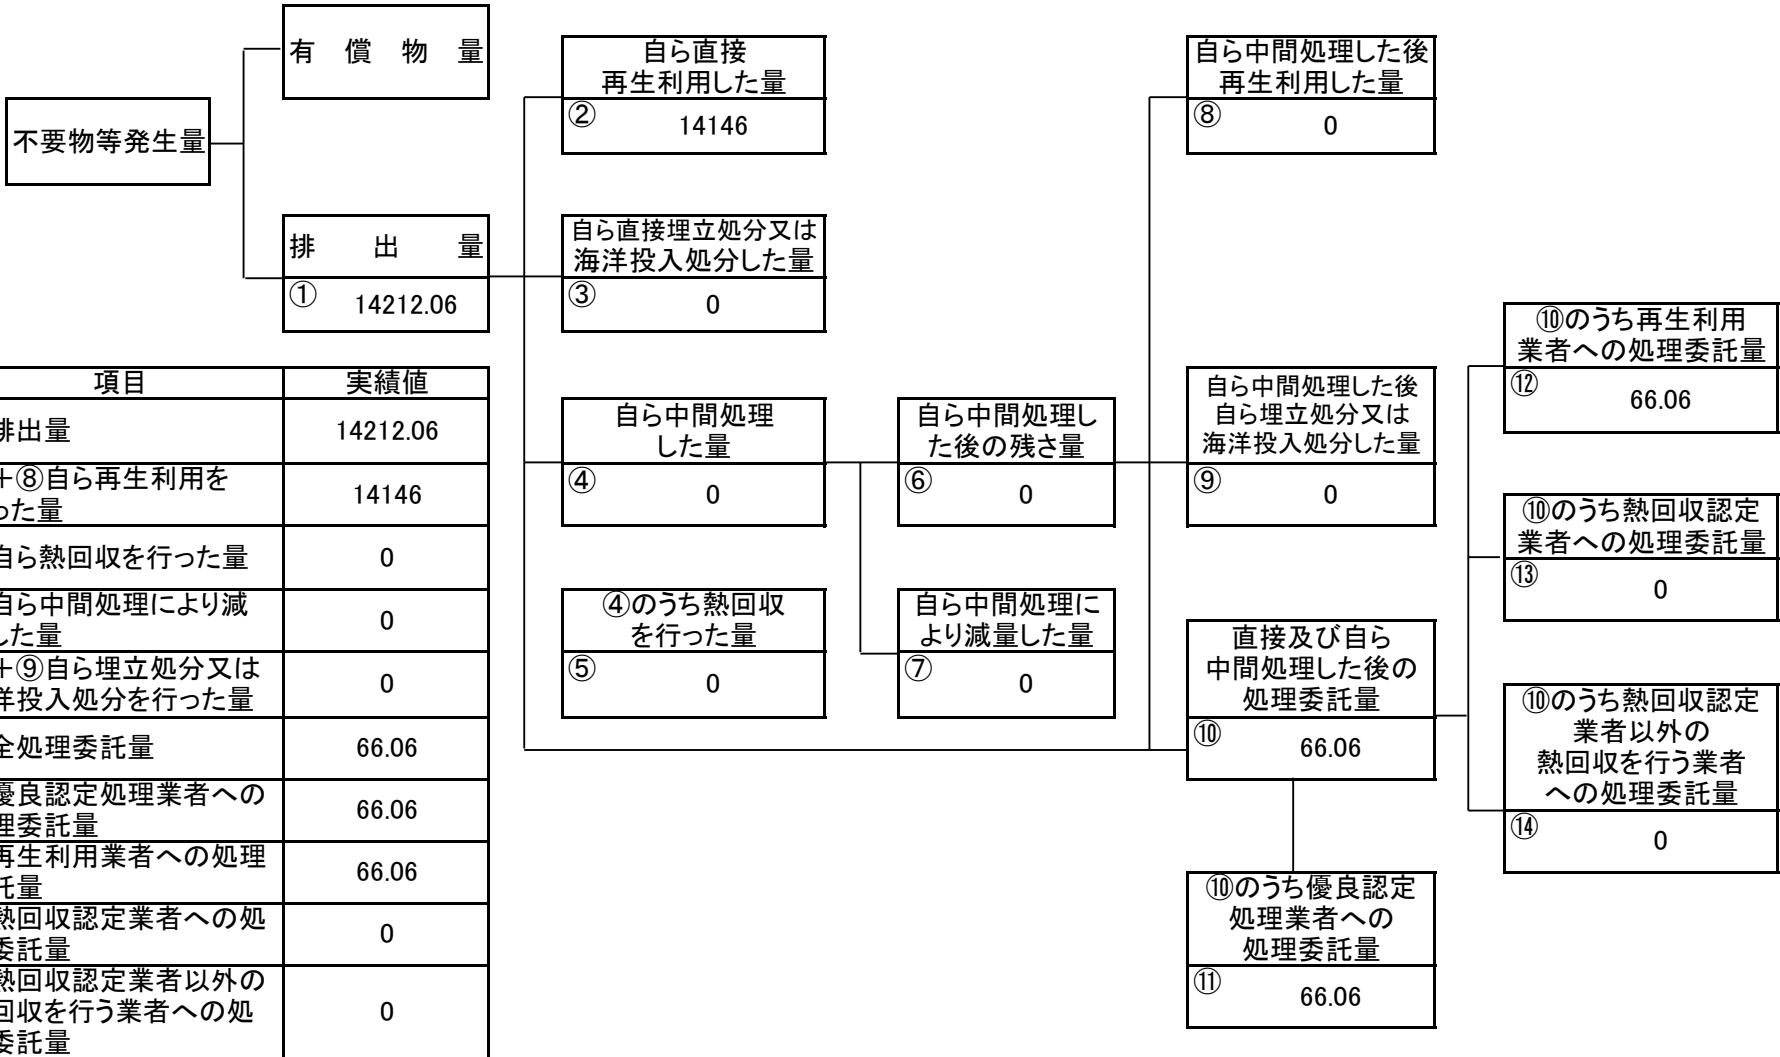 不要物等発生量
有償物量
排出量
① 14212.06
自ら直接
再生利用した量
② 14146
自ら直接埋立処分又は
海洋投入処分した量
③ 0
自ら中間処理
した量
④ 0
④のうち熱回収
を行った量
⑤ 0
自ら中間処理し
た後の残さ量
⑥ 0
自ら中間処理に
より減量した量
⑦ 0
自ら中間処理した後
再生利用した量
⑧ 0
自ら中間処理した後
自ら埋立処分又は
海洋投入処分した量
⑨ 0
直接及び自ら
中間処理した後の
処理委託量
⑩ 66.06
⑩のうち優良認定
処理業者への
処理委託量
⑪ 66.06
⑩のうち再生利用
業者への処理委託量
⑫ 66.06
⑩のうち熱回収認定
業者への処理委託量
⑬ 0
⑩のうち熱回収認定
業者以外の
熱回収を行う業者
への処理委託量
⑭ 0
項目 実績値
排出量 14212.06
+⑧自ら再生利用を
った量 14146
自ら熱回収を行った量 0
自ら中間処理により減
した量 0
+⑨自ら埋立処分又は
洋投入処分を行った量 0
全処理委託量 66.06
優良認定処理業者への
理委託量 66.06
再生利用業者への処理
託量 66.06
熱回収認定業者への処
委託量 0
熱回収認定業者以外の
回収を行う業者への処
委託量 0